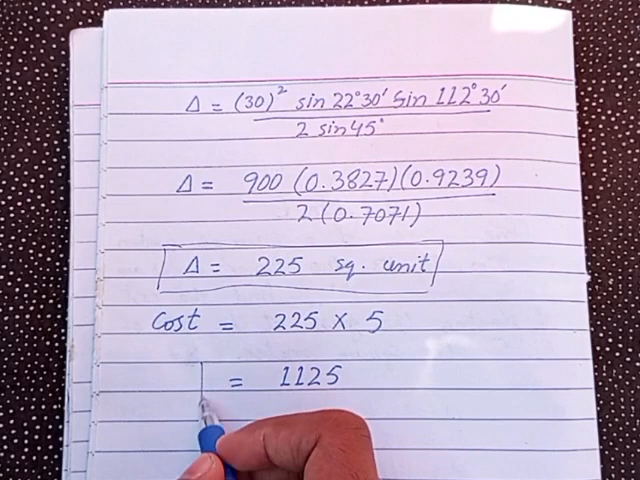 Δ = (30)² sin 22°30′ Sin 112°30′
2 sin 45°
Δ = 900 (0.3827)(0.9239)
2 (0.7071)
Δ = 225 sq. unit
Cost = 225 × 5
= 1125